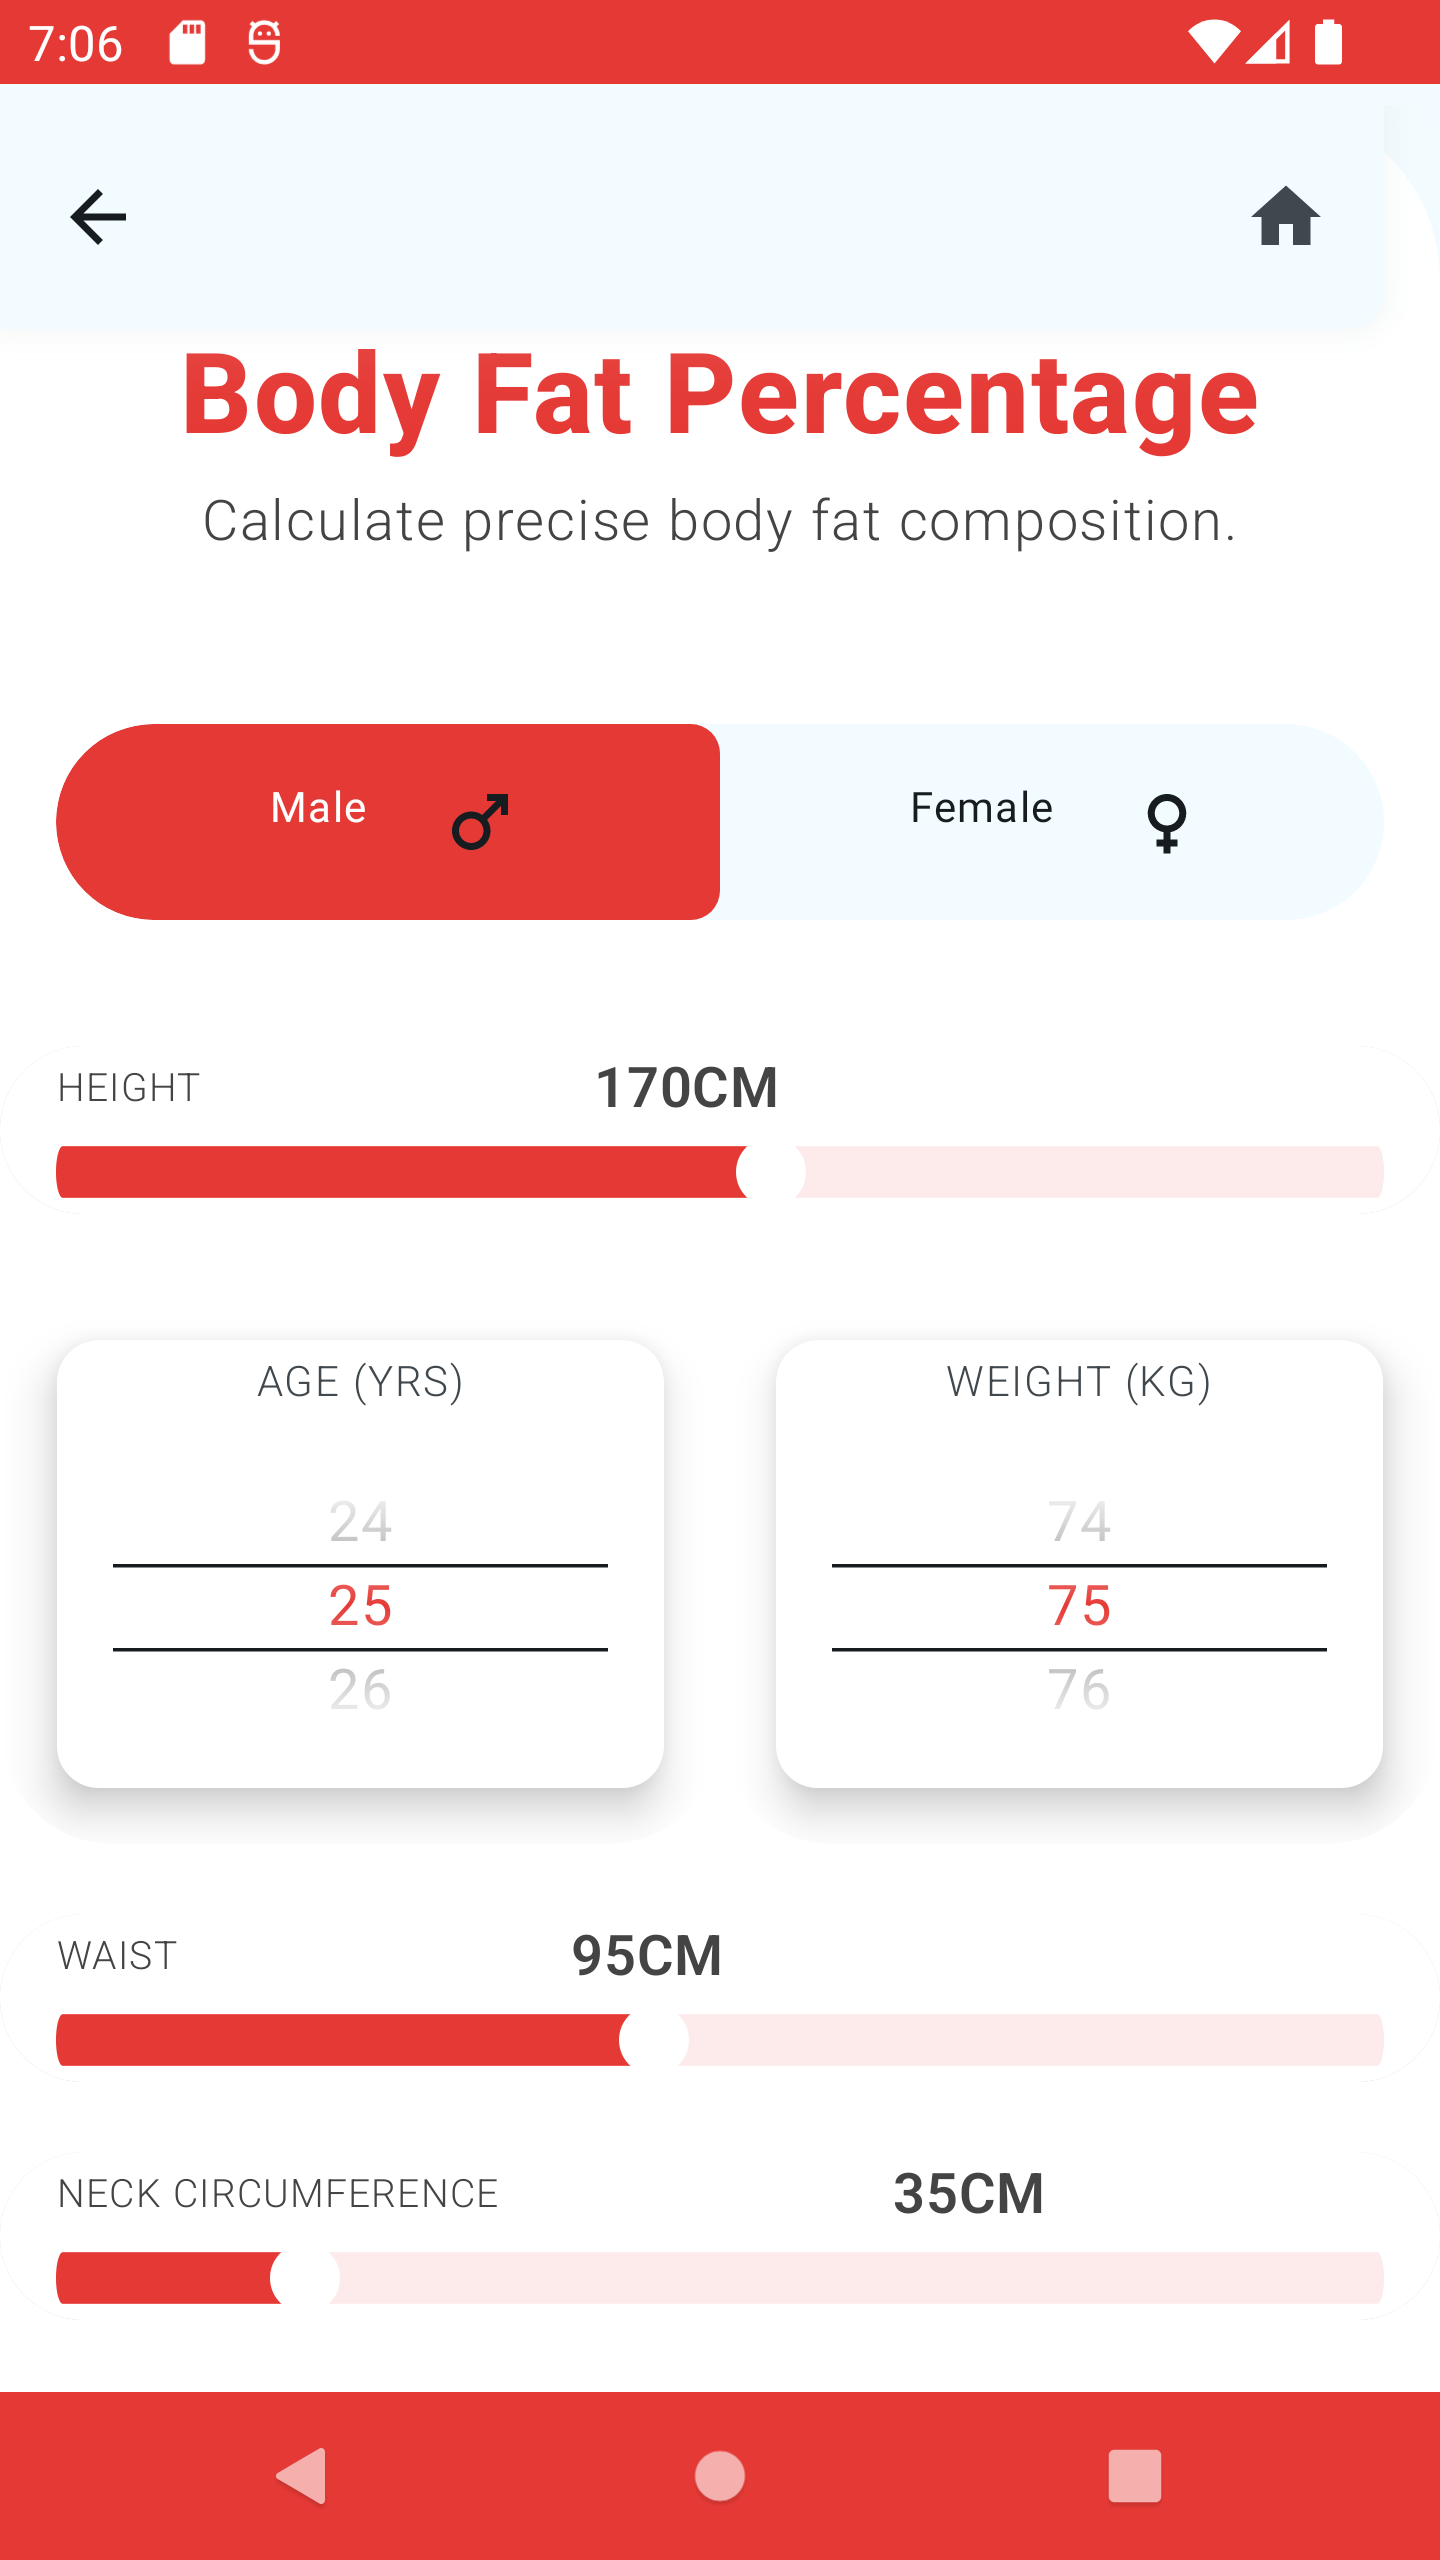 7:06
Body Fat Percentage
Calculate precise body fat composition.
Male
Female
HEIGHT 170CM
AGE (YRS)
24
25
26
WEIGHT (KG)
74
75
76
WAIST 95CM
NECK CIRCUMFERENCE 35CM